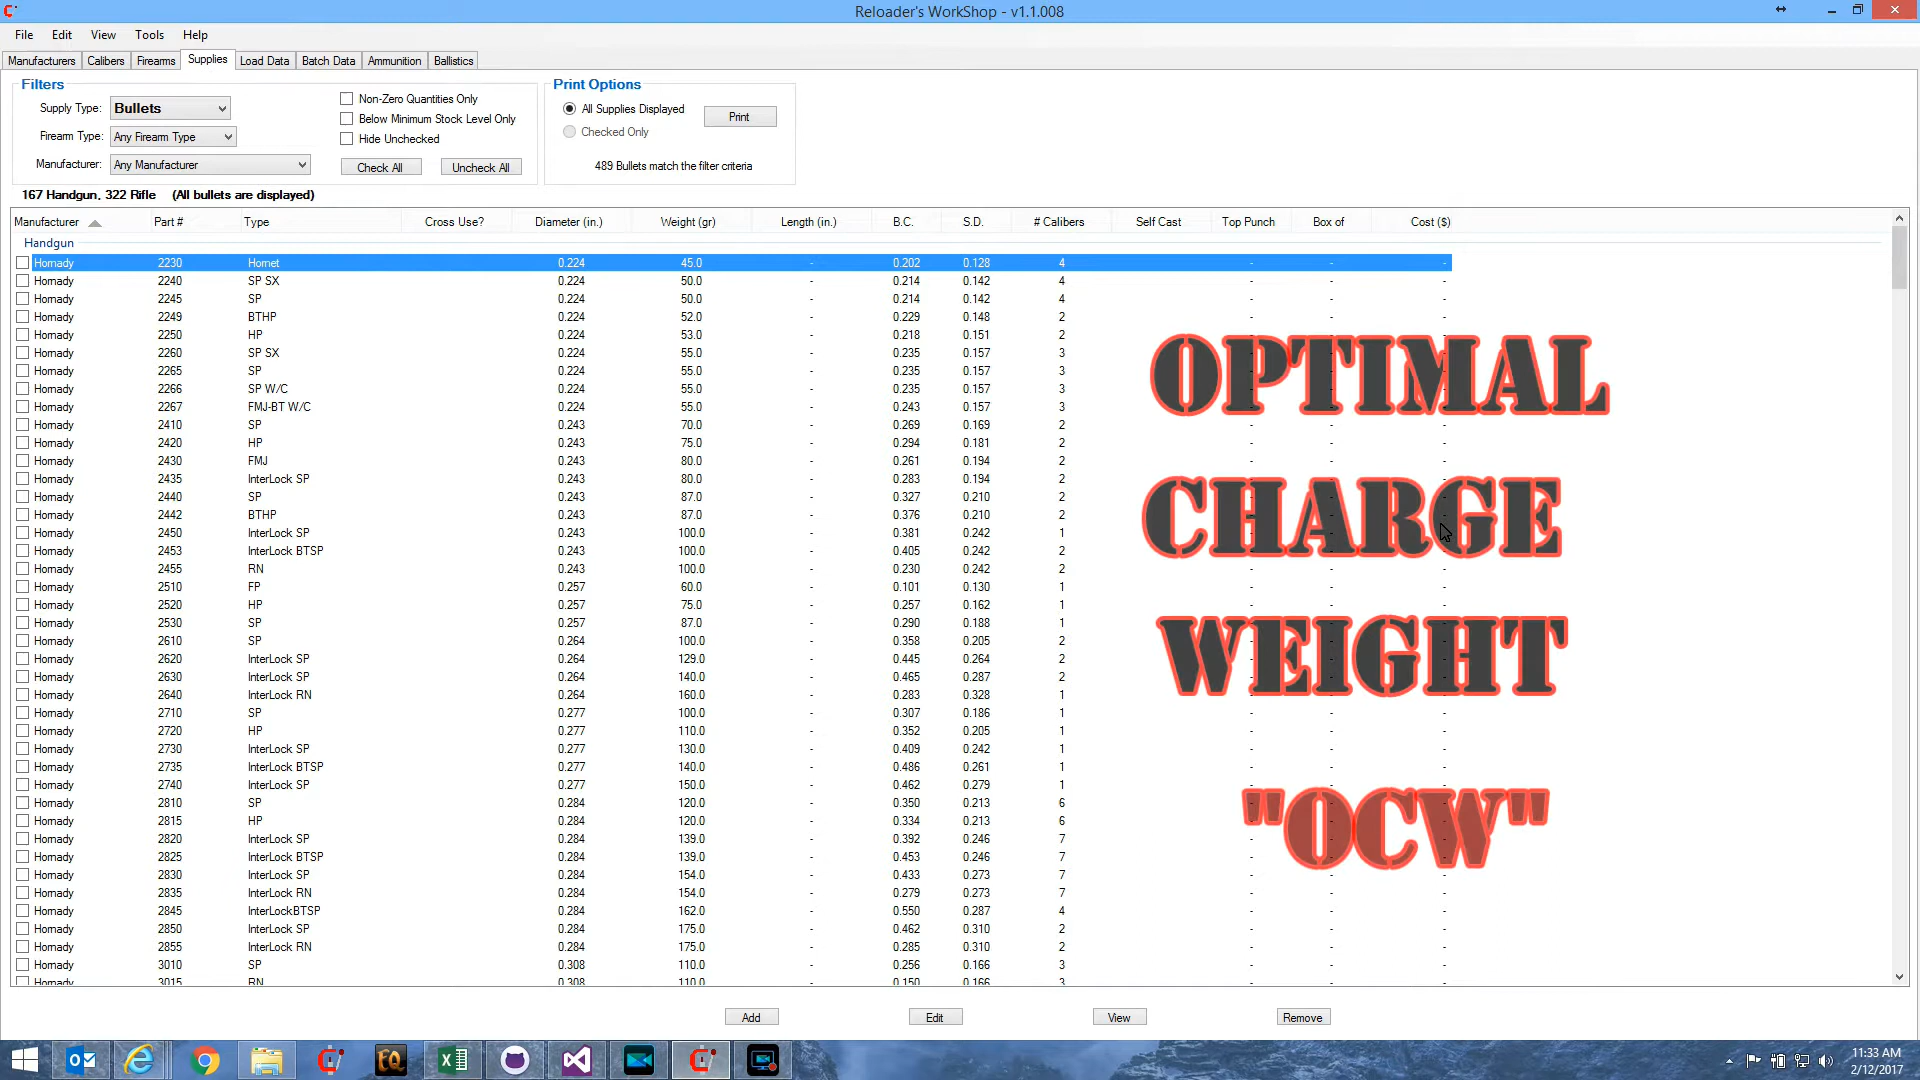 Reloader's WorkShop - v1.1.008
File Edit View Tools Help
Manufacturers Calibers Firearms Supplies Load Data Batch Data Ammunition Ballistics
Filters
Supply Type: Bullets
Firearm Type: Any Firearm Type
Manufacturer: Any Manufacturer
Non-Zero Quantities Only
Below Minimum Stock Level Only
Hide Unchecked
Check All Uncheck All
Print Options
All Supplies Displayed Print
Checked Only
489 Bullets match the filter criteria
167 Handgun, 322 Rifle (All bullets are displayed)
Manufacturer Part # Type Cross Use? Diameter (in.) Weight (gr) Length (in.) B.C. S.D. # Calibers Self Cast Top Punch Box of Cost ($)
Handgun
Hornady 2230 Hornet 0.224 45.0 - 0.202 0.128 4 - - -
Hornady 2240 SP SX 0.224 50.0 - 0.214 0.142 4 - - -
Hornady 2245 SP 0.224 50.0 - 0.214 0.142 4 - - -
Hornady 2249 BTHP 0.224 52.0 - 0.229 0.148 2 - - -
Hornady 2250 HP 0.224 53.0 - 0.218 0.151 2 - - -
Hornady 2260 SP SX 0.224 55.0 - 0.235 0.157 3 - - -
Hornady 2265 SP 0.224 55.0 - 0.235 0.157 3 - - -
Hornady 2266 SP W/C 0.224 55.0 - 0.235 0.157 3 - - -
Hornady 2267 FMJ-BT W/C 0.224 55.0 - 0.243 0.157 3 - - -
Hornady 2410 SP 0.243 70.0 - 0.269 0.169 2 - - -
Hornady 2420 HP 0.243 75.0 - 0.294 0.181 2 - - -
Hornady 2430 FMJ 0.243 80.0 - 0.261 0.194 2 - - -
Hornady 2435 InterLock SP 0.243 80.0 - 0.283 0.194 2 - - -
Hornady 2440 SP 0.243 87.0 - 0.327 0.210 2 - - -
Hornady 2442 BTHP 0.243 87.0 - 0.376 0.210 2 - - -
Hornady 2450 InterLock SP 0.243 100.0 - 0.381 0.242 1 - - -
Hornady 2453 InterLock BTSP 0.243 100.0 - 0.405 0.242 2 - - -
Hornady 2455 RN 0.243 100.0 - 0.230 0.242 2 - - -
Hornady 2510 FP 0.257 60.0 - 0.101 0.130 1 - - -
Hornady 2520 HP 0.257 75.0 - 0.257 0.162 1 - - -
Hornady 2530 SP 0.257 87.0 - 0.290 0.188 1 - - -
Hornady 2610 SP 0.264 100.0 - 0.358 0.205 2 - - -
Hornady 2620 InterLock SP 0.264 129.0 - 0.445 0.264 2 - - -
Hornady 2630 InterLock SP 0.264 140.0 - 0.465 0.287 2 - - -
Hornady 2640 InterLock RN 0.264 160.0 - 0.283 0.328 1 - - -
Hornady 2710 SP 0.277 100.0 - 0.307 0.186 1 - - -
Hornady 2720 HP 0.277 110.0 - 0.352 0.205 1 - - -
Hornady 2730 InterLock SP 0.277 130.0 - 0.409 0.242 1 - - -
Hornady 2735 InterLock BTSP 0.277 140.0 - 0.486 0.261 1 - - -
Hornady 2740 InterLock SP 0.277 150.0 - 0.462 0.279 1 - - -
Hornady 2810 SP 0.284 120.0 - 0.350 0.213 6 - - -
Hornady 2815 HP 0.284 120.0 - 0.334 0.213 6 - - -
Hornady 2820 InterLock SP 0.284 139.0 - 0.392 0.246 7 - - -
Hornady 2825 InterLock BTSP 0.284 139.0 - 0.453 0.246 7 - - -
Hornady 2830 InterLock SP 0.284 154.0 - 0.433 0.273 7 - - -
Hornady 2835 InterLock RN 0.284 154.0 - 0.279 0.273 7 - - -
Hornady 2845 InterLockBTSP 0.284 162.0 - 0.550 0.287 4 - - -
Hornady 2850 InterLock SP 0.284 175.0 - 0.462 0.310 2 - - -
Hornady 2855 InterLock RN 0.284 175.0 - 0.285 0.310 2 - - -
Hornady 3010 SP 0.308 110.0 - 0.256 0.166 3 - - -
Hornady 3015 RN 0.308 110.0 - 0.150 0.166 3 - - -
OPTIMAL
CHARGE
WEIGHT
"OCW"
Add Edit View Remove
11:33 AM
2/12/2017